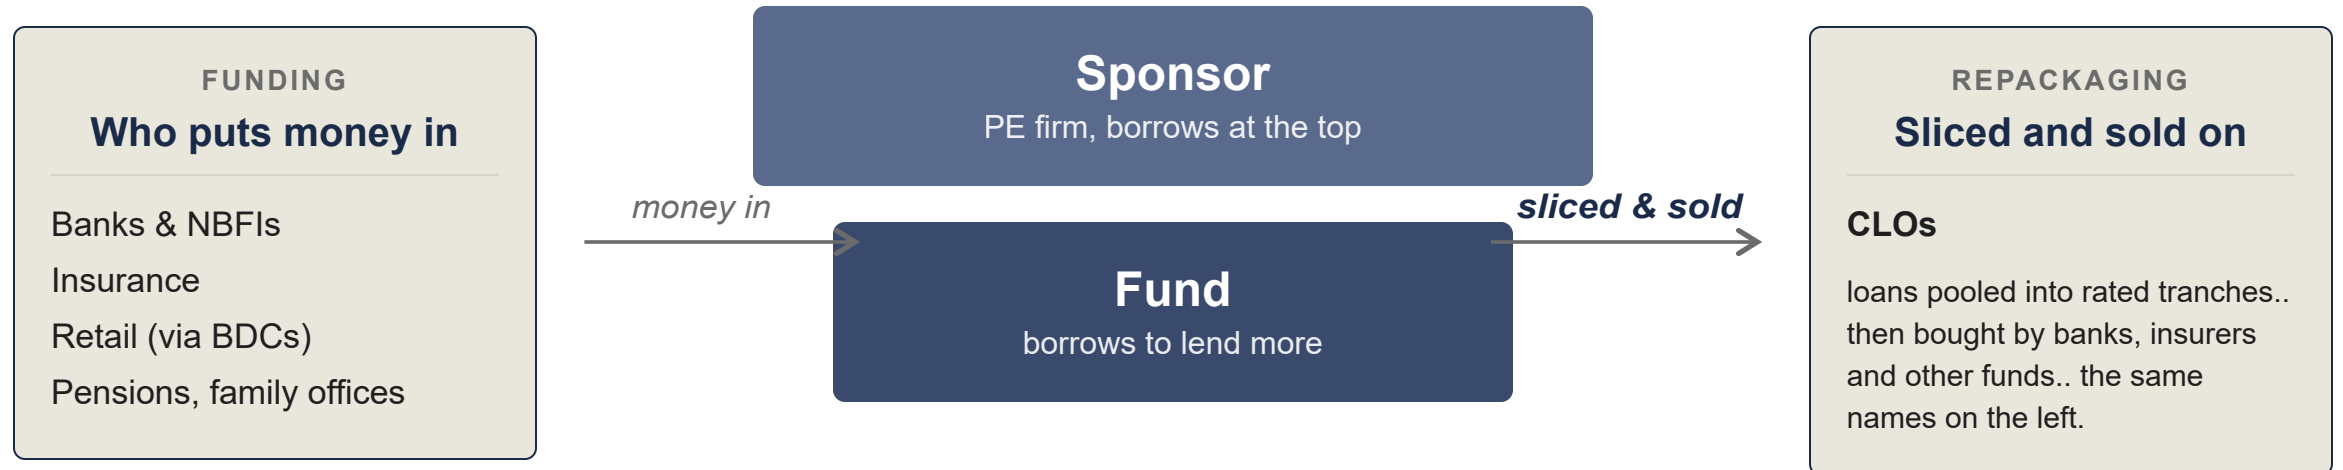 FUNDING
Who puts money in
Banks & NBFIs
Insurance
Retail (via BDCs)
Pensions, family offices
money in
Sponsor
PE firm, borrows at the top
Fund
borrows to lend more
sliced & sold
REPACKAGING
Sliced and sold on
CLOs
loans pooled into rated tranches..
then bought by banks, insurers
and other funds.. the same
names on the left.